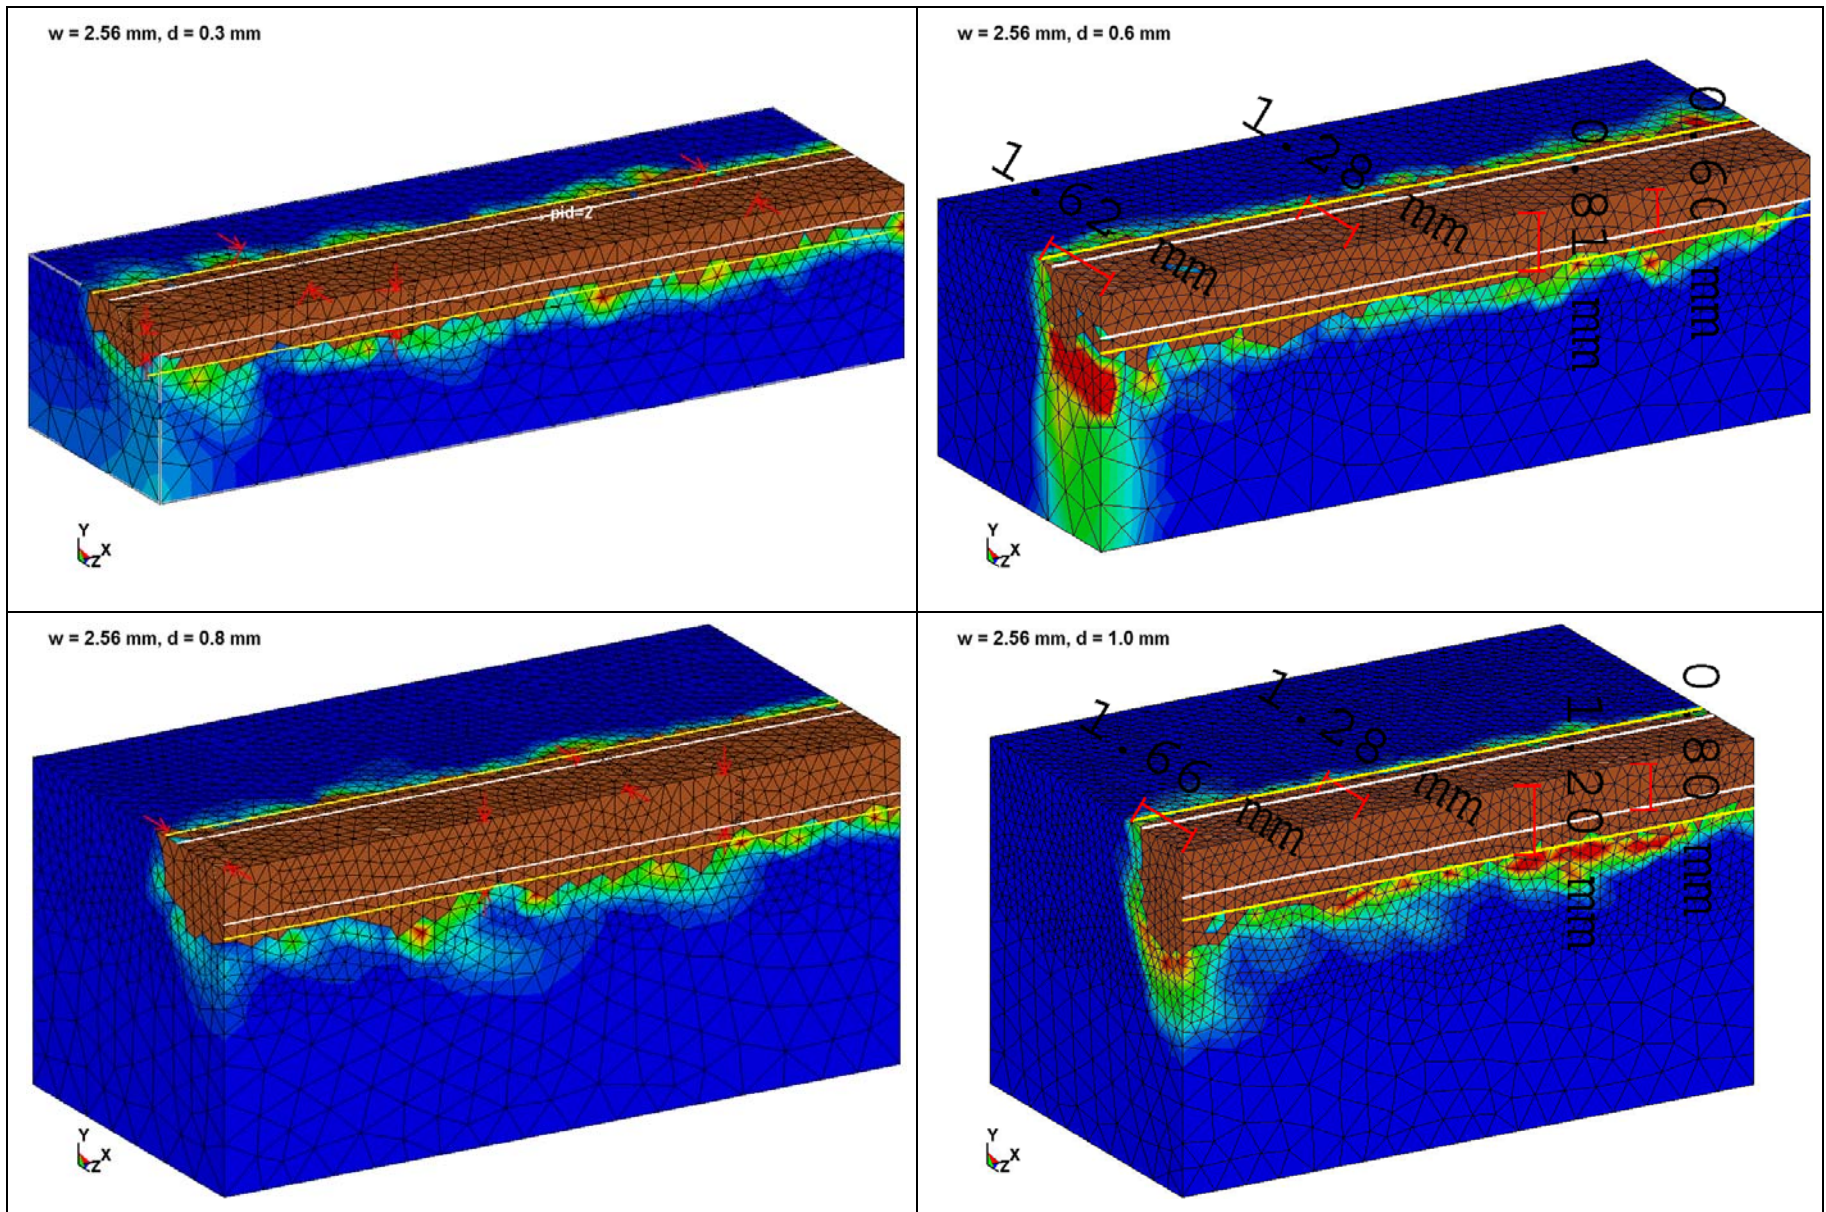 w = 2.56 mm, d = 0.3 mm
pid=2
Y
X
Z
w = 2.56 mm, d = 0.6 mm
1.62 mm
1.28 mm
0.81 mm
0.60 mm
Y
X
Z
w = 2.56 mm, d = 0.8 mm
Y
X
Z
w = 2.56 mm, d = 1.0 mm
1.66 mm
1.28 mm
1.20 mm
0.80 mm
Y
X
Z